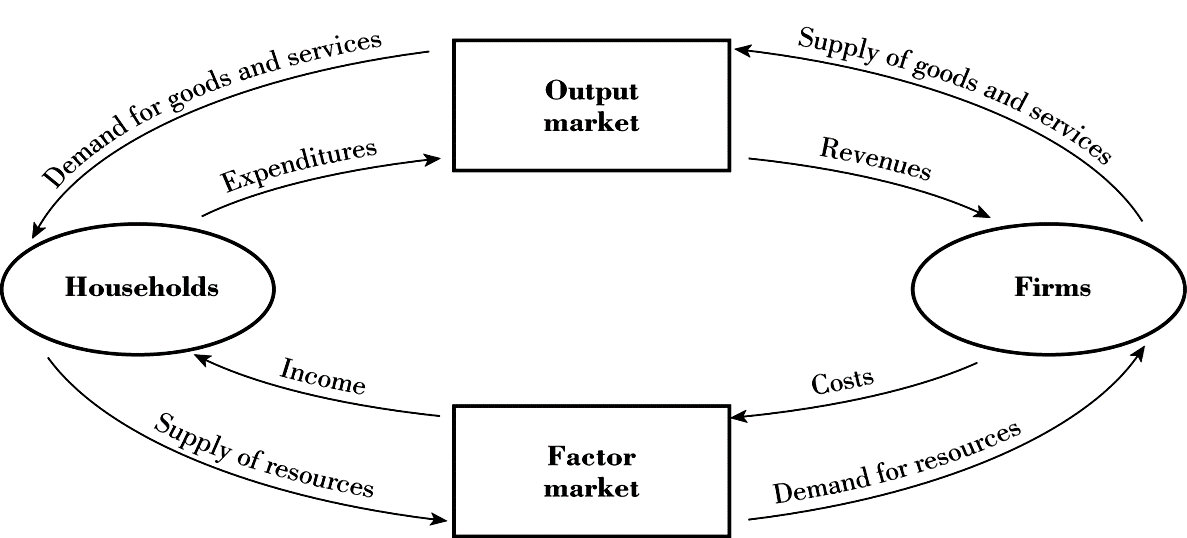 Demand for goods and services
Output
market
Supply of goods and services
Expenditures
Revenues
Households
Firms
Income
Costs
Supply of resources
Factor
market
Demand for resources